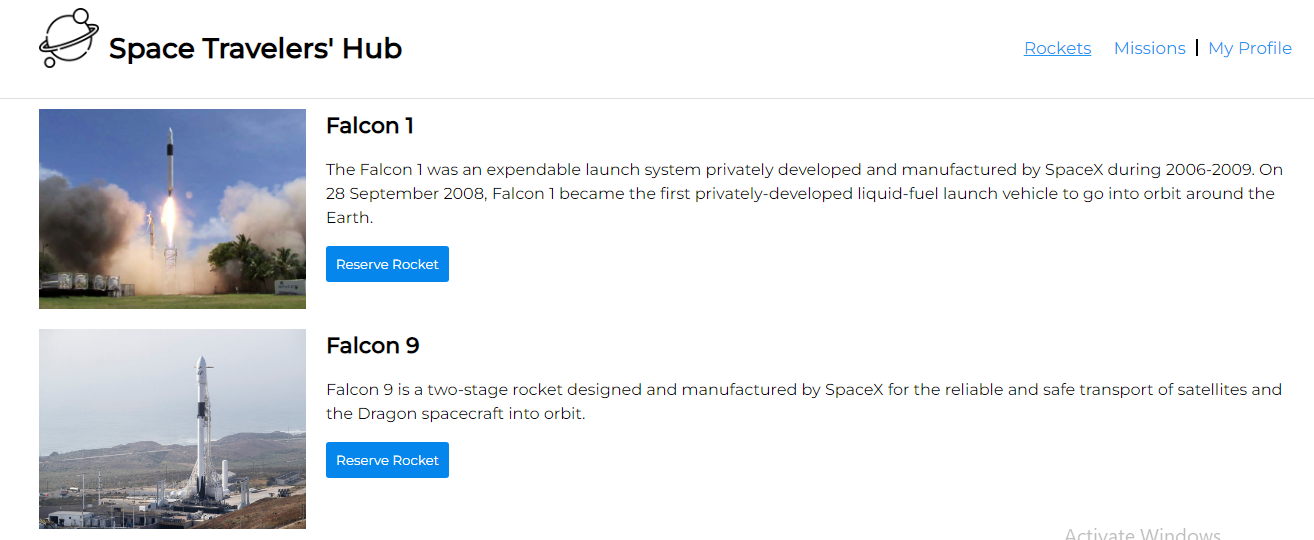 Space Travelers' Hub
Rockets Missions My Profile
Falcon 1
The Falcon 1 was an expendable launch system privately developed and manufactured by SpaceX during 2006-2009. On
28 September 2008, Falcon 1 became the first privately-developed liquid-fuel launch vehicle to go into orbit around the
Earth.
Reserve Rocket
Falcon 9
Falcon 9 is a two-stage rocket designed and manufactured by SpaceX for the reliable and safe transport of satellites and
the Dragon spacecraft into orbit.
Reserve Rocket
Activate Windows